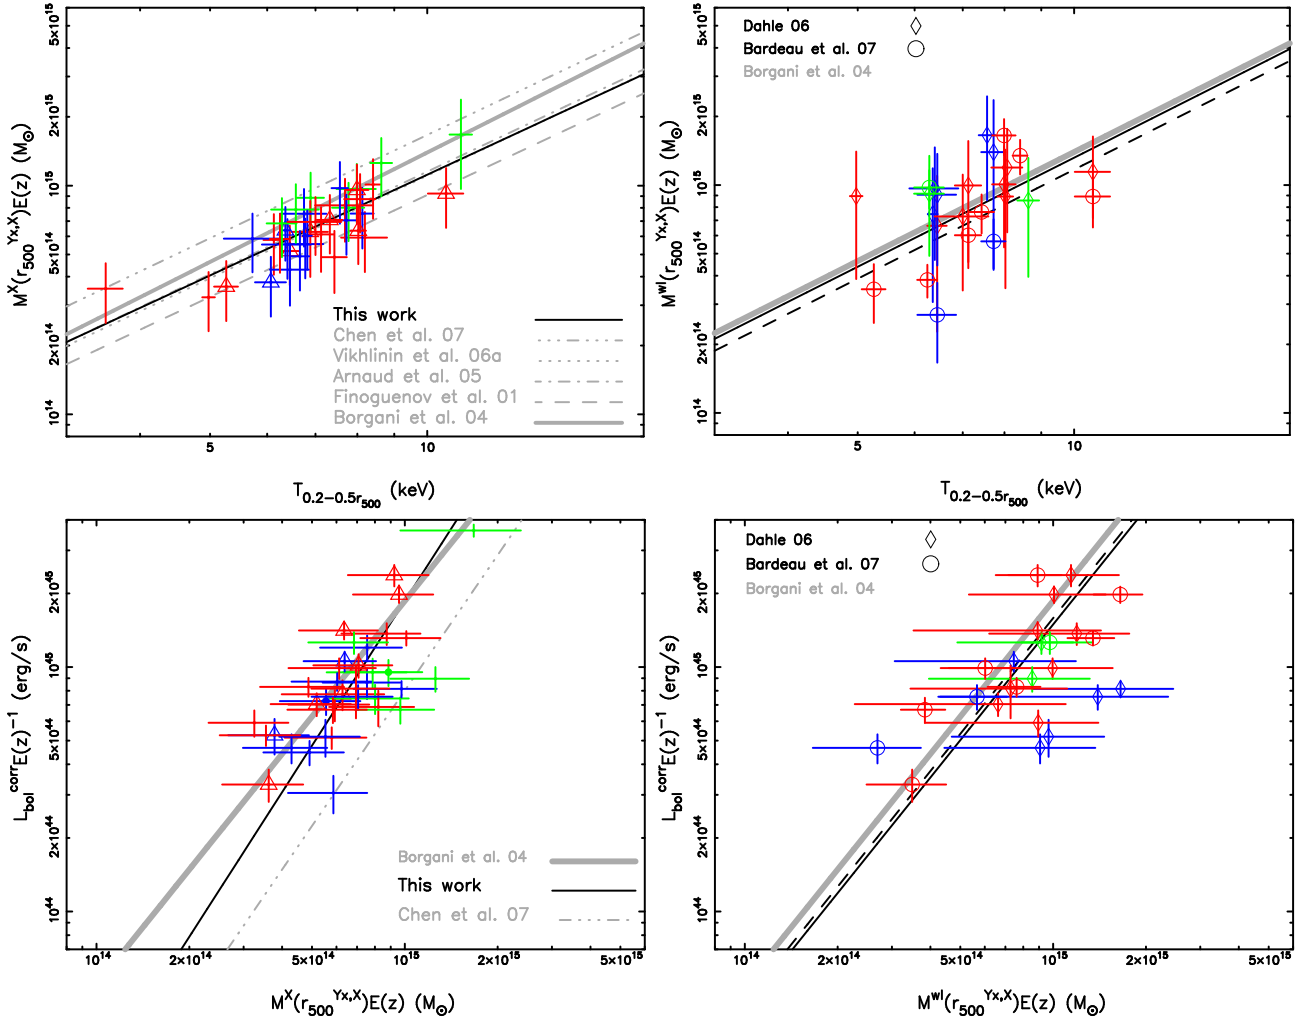 5×10¹⁵
2×10¹⁵
10¹⁵
5×10¹⁴
2×10¹⁴
10¹⁴
M^X(r₅₀₀^{Yx,X})E(z) (M⊙)
This work
Chen et al. 07
Vikhlinin et al. 06a
Arnaud et al. 05
Finoguenov et al. 01
Borgani et al. 04
5 10
T₀.₂₋₀.₅r₅₀₀ (keV)
5×10¹⁵
2×10¹⁵
10¹⁵
5×10¹⁴
2×10¹⁴
10¹⁴
M^{wl}(r₅₀₀^{Yx,X})E(z) (M⊙)
Dahle 06
Bardeau et al. 07
Borgani et al. 04
5 10
T₀.₂₋₀.₅r₅₀₀ (keV)
2×10⁴⁵
10⁴⁵
5×10⁴⁴
2×10⁴⁴
10⁴⁴
L_{bol}^{corr}E(z)⁻¹ (erg/s)
Borgani et al. 04
This work
Chen et al. 07
10¹⁴ 2×10¹⁴ 5×10¹⁴ 10¹⁵ 2×10¹⁵ 5×10¹⁵
M^X(r₅₀₀^{Yx,X})E(z) (M⊙)
2×10⁴⁵
10⁴⁵
5×10⁴⁴
2×10⁴⁴
10⁴⁴
L_{bol}^{corr}E(z)⁻¹ (erg/s)
Dahle 06
Bardeau et al. 07
Borgani et al. 04
10¹⁴ 2×10¹⁴ 5×10¹⁴ 10¹⁵ 2×10¹⁵ 5×10¹⁵
M^{wl}(r₅₀₀^{Yx,X})E(z) (M⊙)